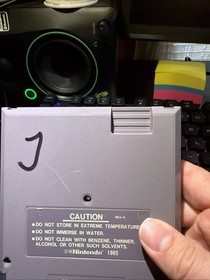 J
CAUTION
REV-A
•DO NOT STORE IN EXTREME TEMPERATURES.
•DO NOT IMMERSE IN WATER.
•DO NOT CLEAN WITH BENZENE, THINNER,
ALCOHOL OR OTHER SUCH SOLVENTS.
©Nintendo 1985